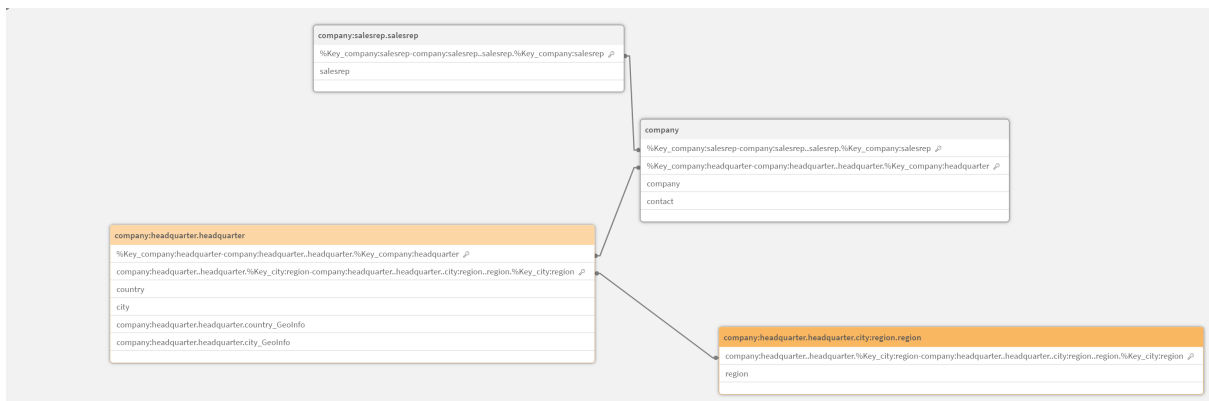 company:salesrep.salesrep
%Key_company:salesrep-company:salesrep..salesrep.%Key_company:salesrep
salesrep
company
%Key_company:salesrep-company:salesrep..salesrep.%Key_company:salesrep
%Key_company:headquarter-company:headquarter..headquarter.%Key_company:headquarter
company
contact
company:headquarter.headquarter
%Key_company:headquarter-company:headquarter..headquarter.%Key_company:headquarter
company:headquarter..headquarter.%Key_city:region-company:headquarter..headquarter..city:region..region.%Key_city:region
country
city
company:headquarter.headquarter.country_GeoInfo
company:headquarter.headquarter.city_GeoInfo
company:headquarter.headquarter.city:region.region
company:headquarter..headquarter.%Key_city:region-company:headquarter..headquarter..city:region..region.%Key_city:region
region